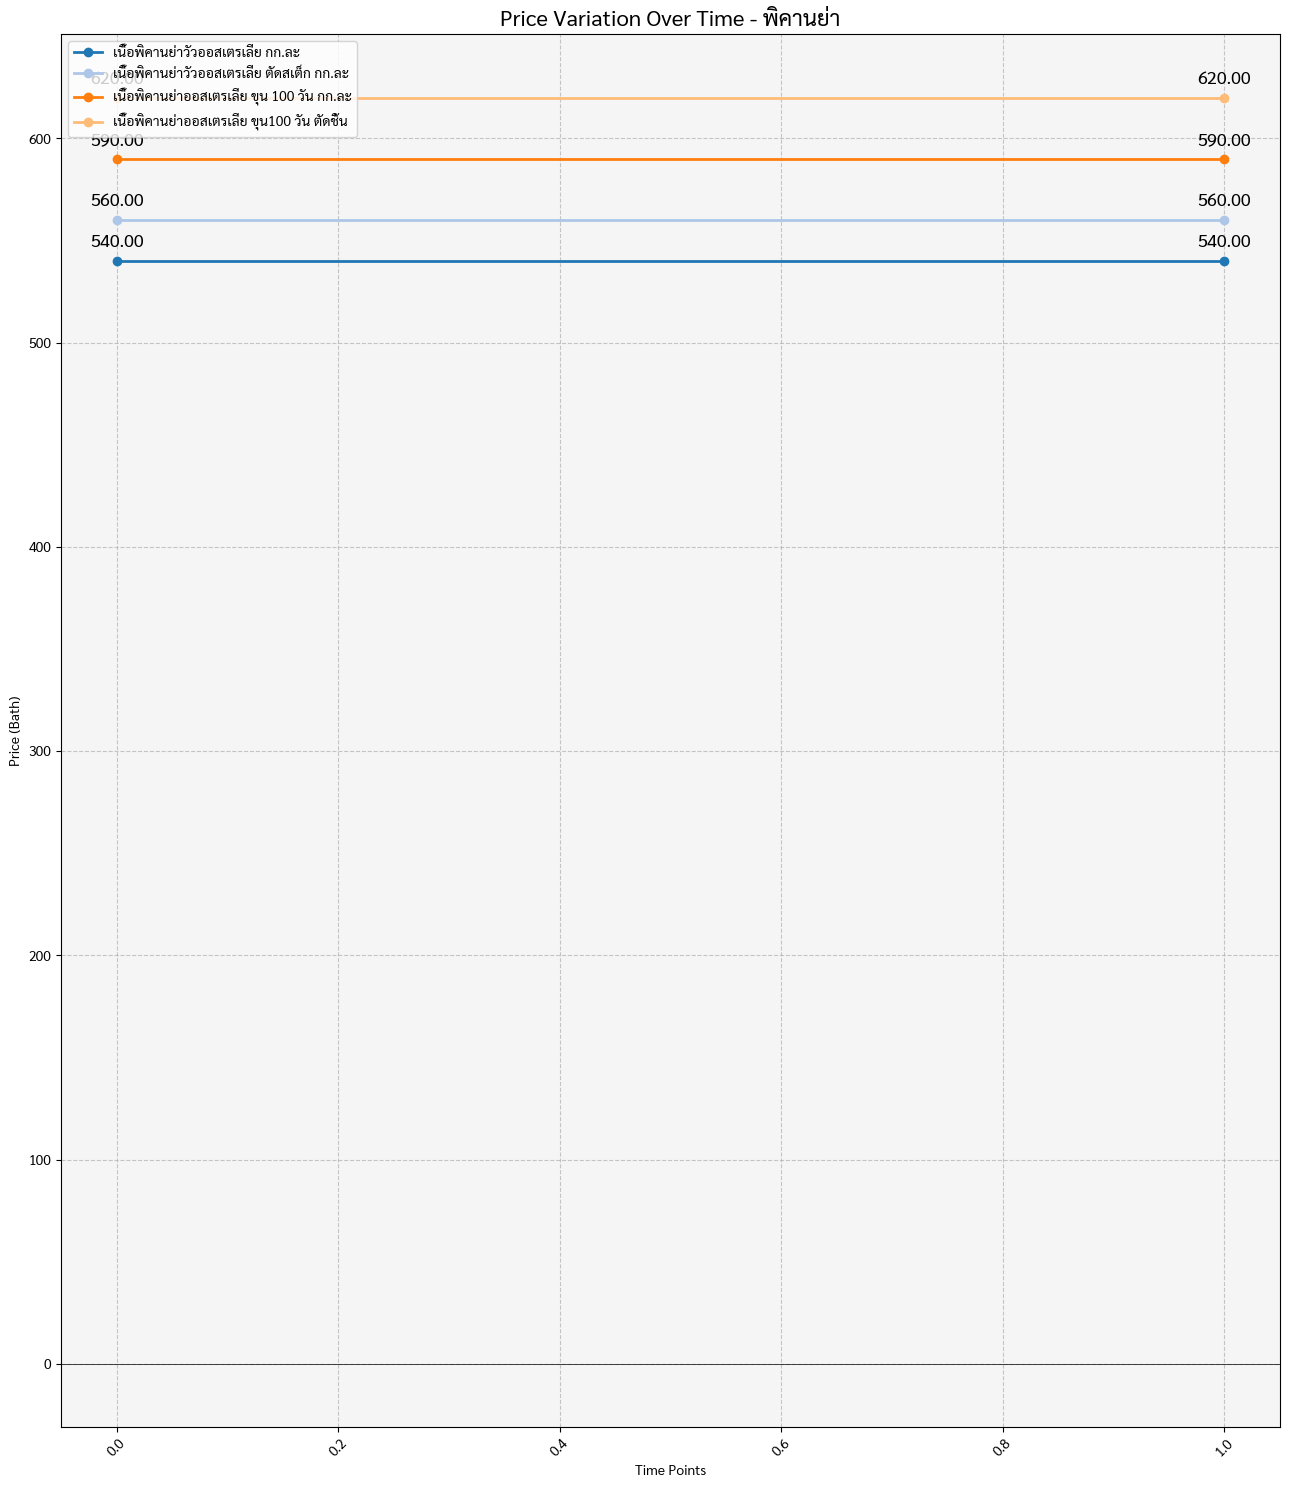 Price Variation Over Time - พิคานย่า
เนื้อพิคานย่าวัวออสเตรเลีย กก.ละ
เนื้อพิคานย่าวัวออสเตรเลีย ตัดสเต็ก กก.ละ
เนื้อพิคานย่าออสเตรเลีย ขุน 100 วัน กก.ละ
เนื้อพิคานย่าออสเตรเลีย ขุน100 วัน ตัดชิ้น
620.00 620.00
590.00 590.00
560.00 560.00
540.00 540.00
600
500
400
300
200
100
0
Price (Bath)
0.0 0.2 0.4 0.6 0.8 1.0
Time Points